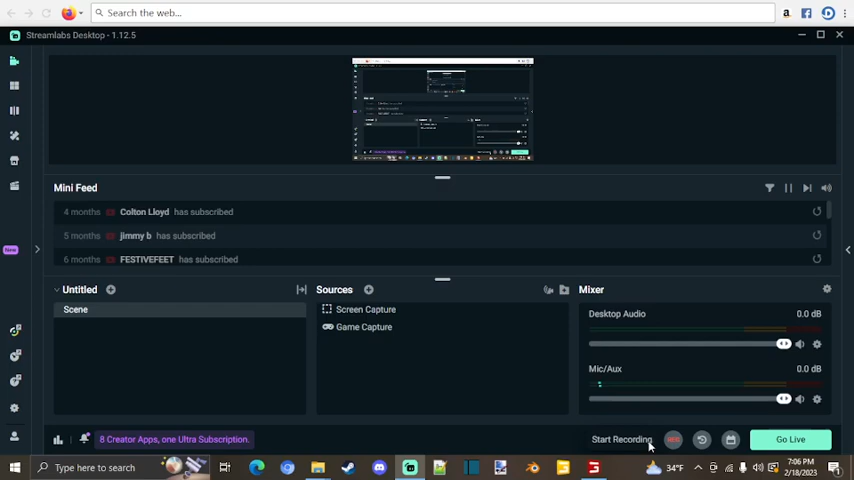 Search the web...
Streamlabs Desktop - 1.12.5
Mini Feed
4 months Colton Lloyd has subscribed
5 months jimmy b has subscribed
6 months FESTIVEFEET has subscribed
Untitled
Sources
Mixer
Scene
Screen Capture
Game Capture
Desktop Audio 0.0 dB
Mic/Aux 0.0 dB
New
8 Creator Apps, one Ultra Subscription.
Start Recording
REC
Go Live
Type here to search
34°F
7:06 PM
2/18/2023